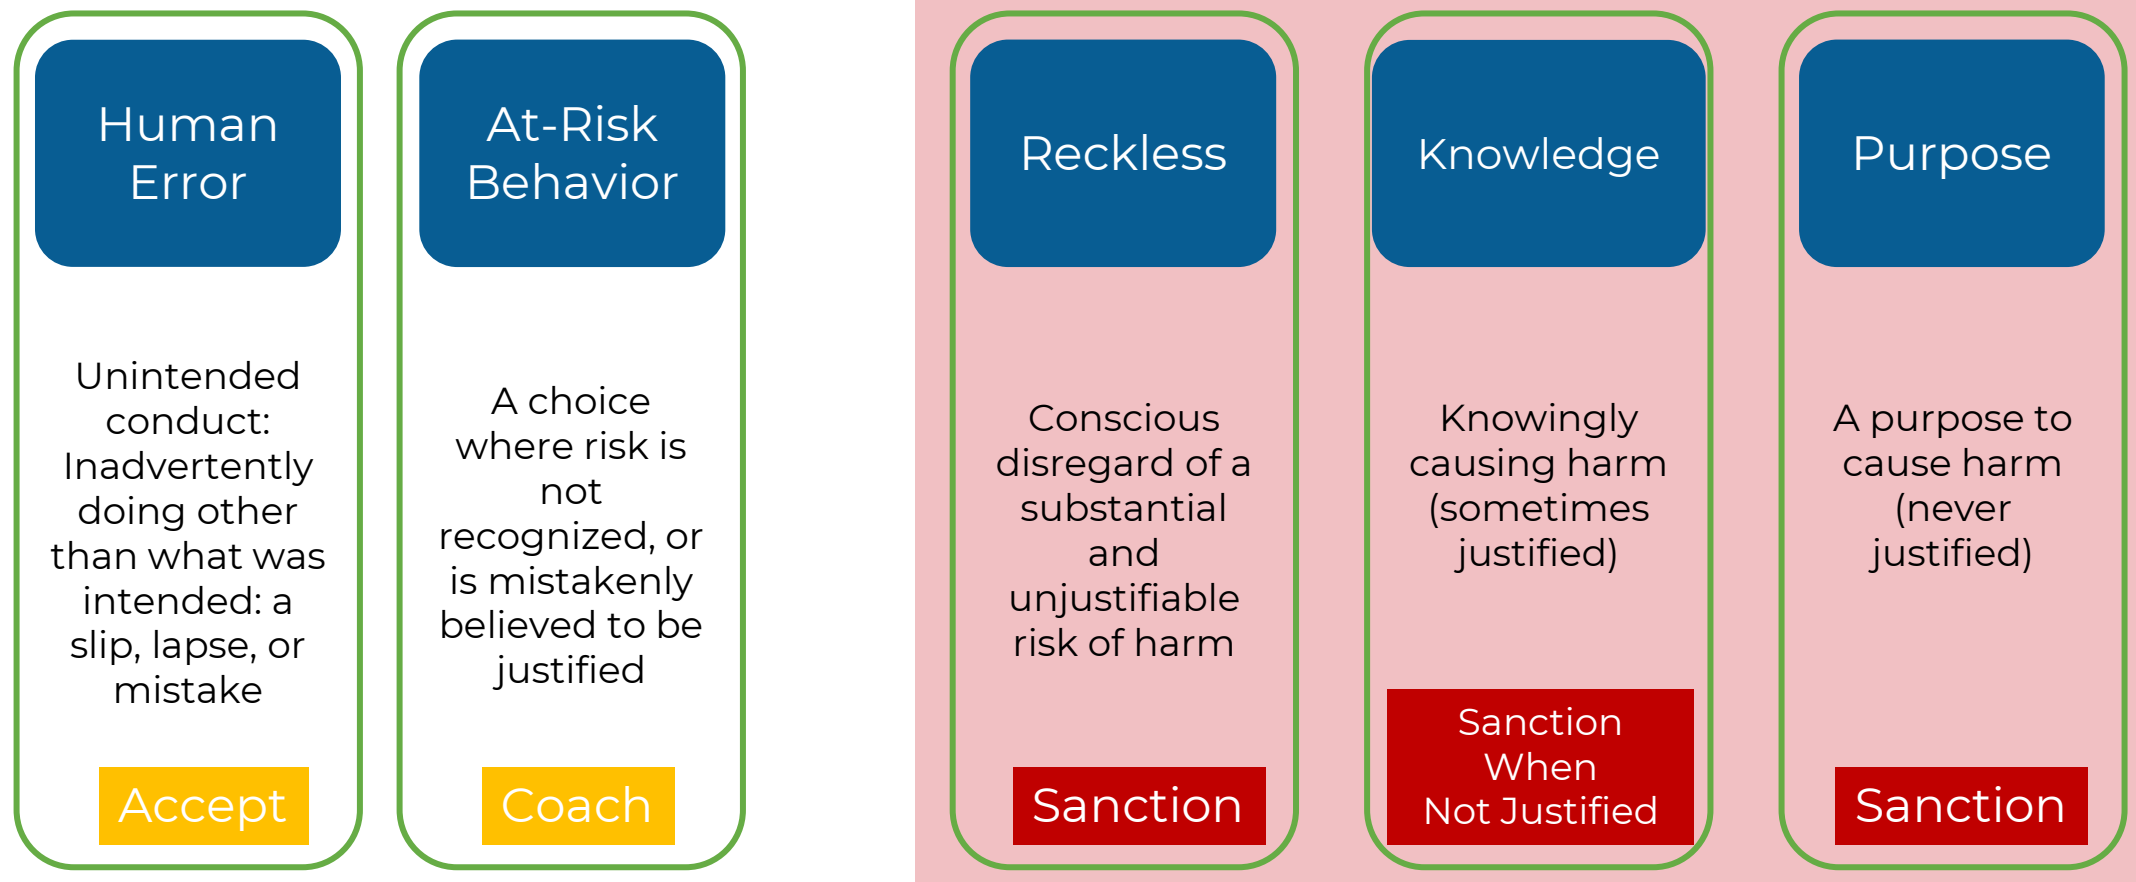 Human
Error
Unintended
conduct:
Inadvertently
doing other
than what was
intended: a
slip, lapse, or
mistake
Accept
At-Risk
Behavior
A choice
where risk is
not
recognized, or
is mistakenly
believed to be
justified
Coach
Reckless
Conscious
disregard of a
substantial
and
unjustifiable
risk of harm
Sanction
Knowledge
Knowingly
causing harm
(sometimes
justified)
Sanction
When
Not Justified
Purpose
A purpose to
cause harm
(never
justified)
Sanction